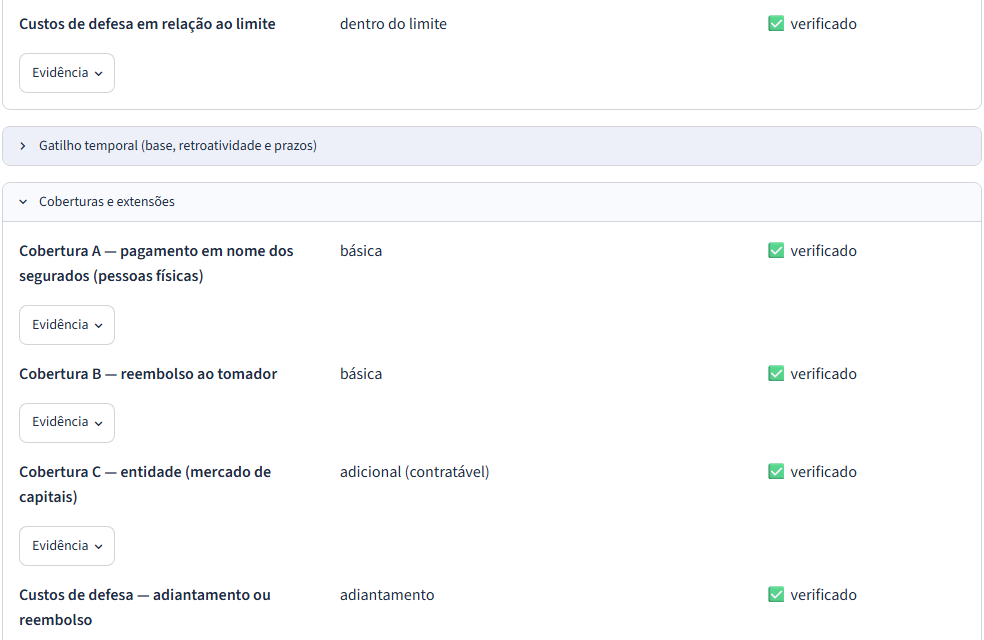 Custos de defesa em relação ao limite
dentro do limite
✅ verificado
Evidência
Gatilho temporal (base, retroatividade e prazos)
Coberturas e extensões
Cobertura A — pagamento em nome dos
segurados (pessoas físicas)
básica
✅ verificado
Evidência
Cobertura B — reembolso ao tomador
básica
✅ verificado
Evidência
Cobertura C — entidade (mercado de
capitais)
adicional (contratável)
✅ verificado
Evidência
Custos de defesa — adiantamento ou
reembolso
adiantamento
✅ verificado